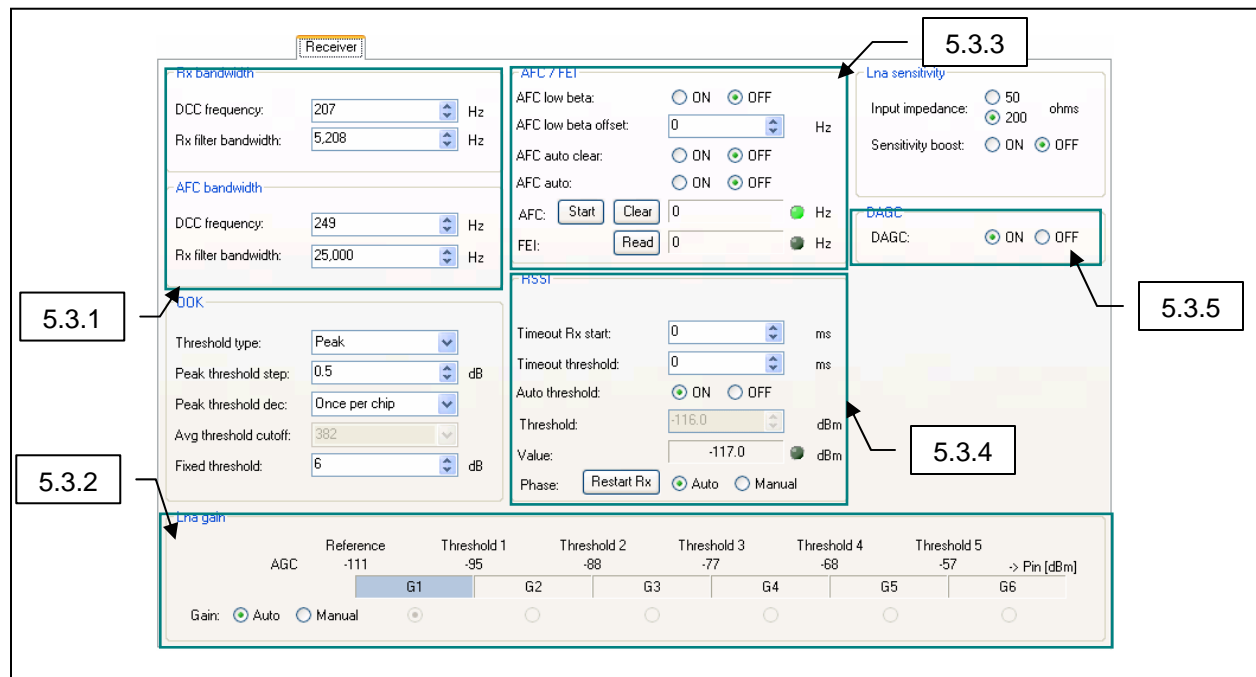 Receiver
5.3.3
Rx bandwidth
DCC frequency: 207 Hz
Rx filter bandwidth: 5,208 Hz
AFC bandwidth
DCC frequency: 249 Hz
Rx filter bandwidth: 25,000 Hz
5.3.1
OOK
Threshold type: Peak
Peak threshold step: 0.5 dB
Peak threshold dec: Once per chip
Avg threshold cutoff: 382
Fixed threshold: 6 dB
5.3.2
AFC / FEI
AFC low beta: ON OFF
AFC low beta offset: 0 Hz
AFC auto clear: ON OFF
AFC auto: ON OFF
AFC: Start Clear 0 Hz
FEI: Read 0 Hz
RSSI
Timeout Rx start: 0 ms
Timeout threshold: 0 ms
Auto threshold: ON OFF
Threshold: -116.0 dBm
Value: -117.0 dBm
Phase: Restart Rx Auto Manual
5.3.4
Lna sensitivity
Input impedance: 50
200 ohms
Sensitivity boost: ON OFF
DAGC
DAGC: ON OFF
5.3.5
Lna gain
Reference Threshold 1 Threshold 2 Threshold 3 Threshold 4 Threshold 5
AGC -111 -95 -88 -77 -68 -57 -> Pin [dBm]
G1 G2 G3 G4 G5 G6
Gain: Auto Manual